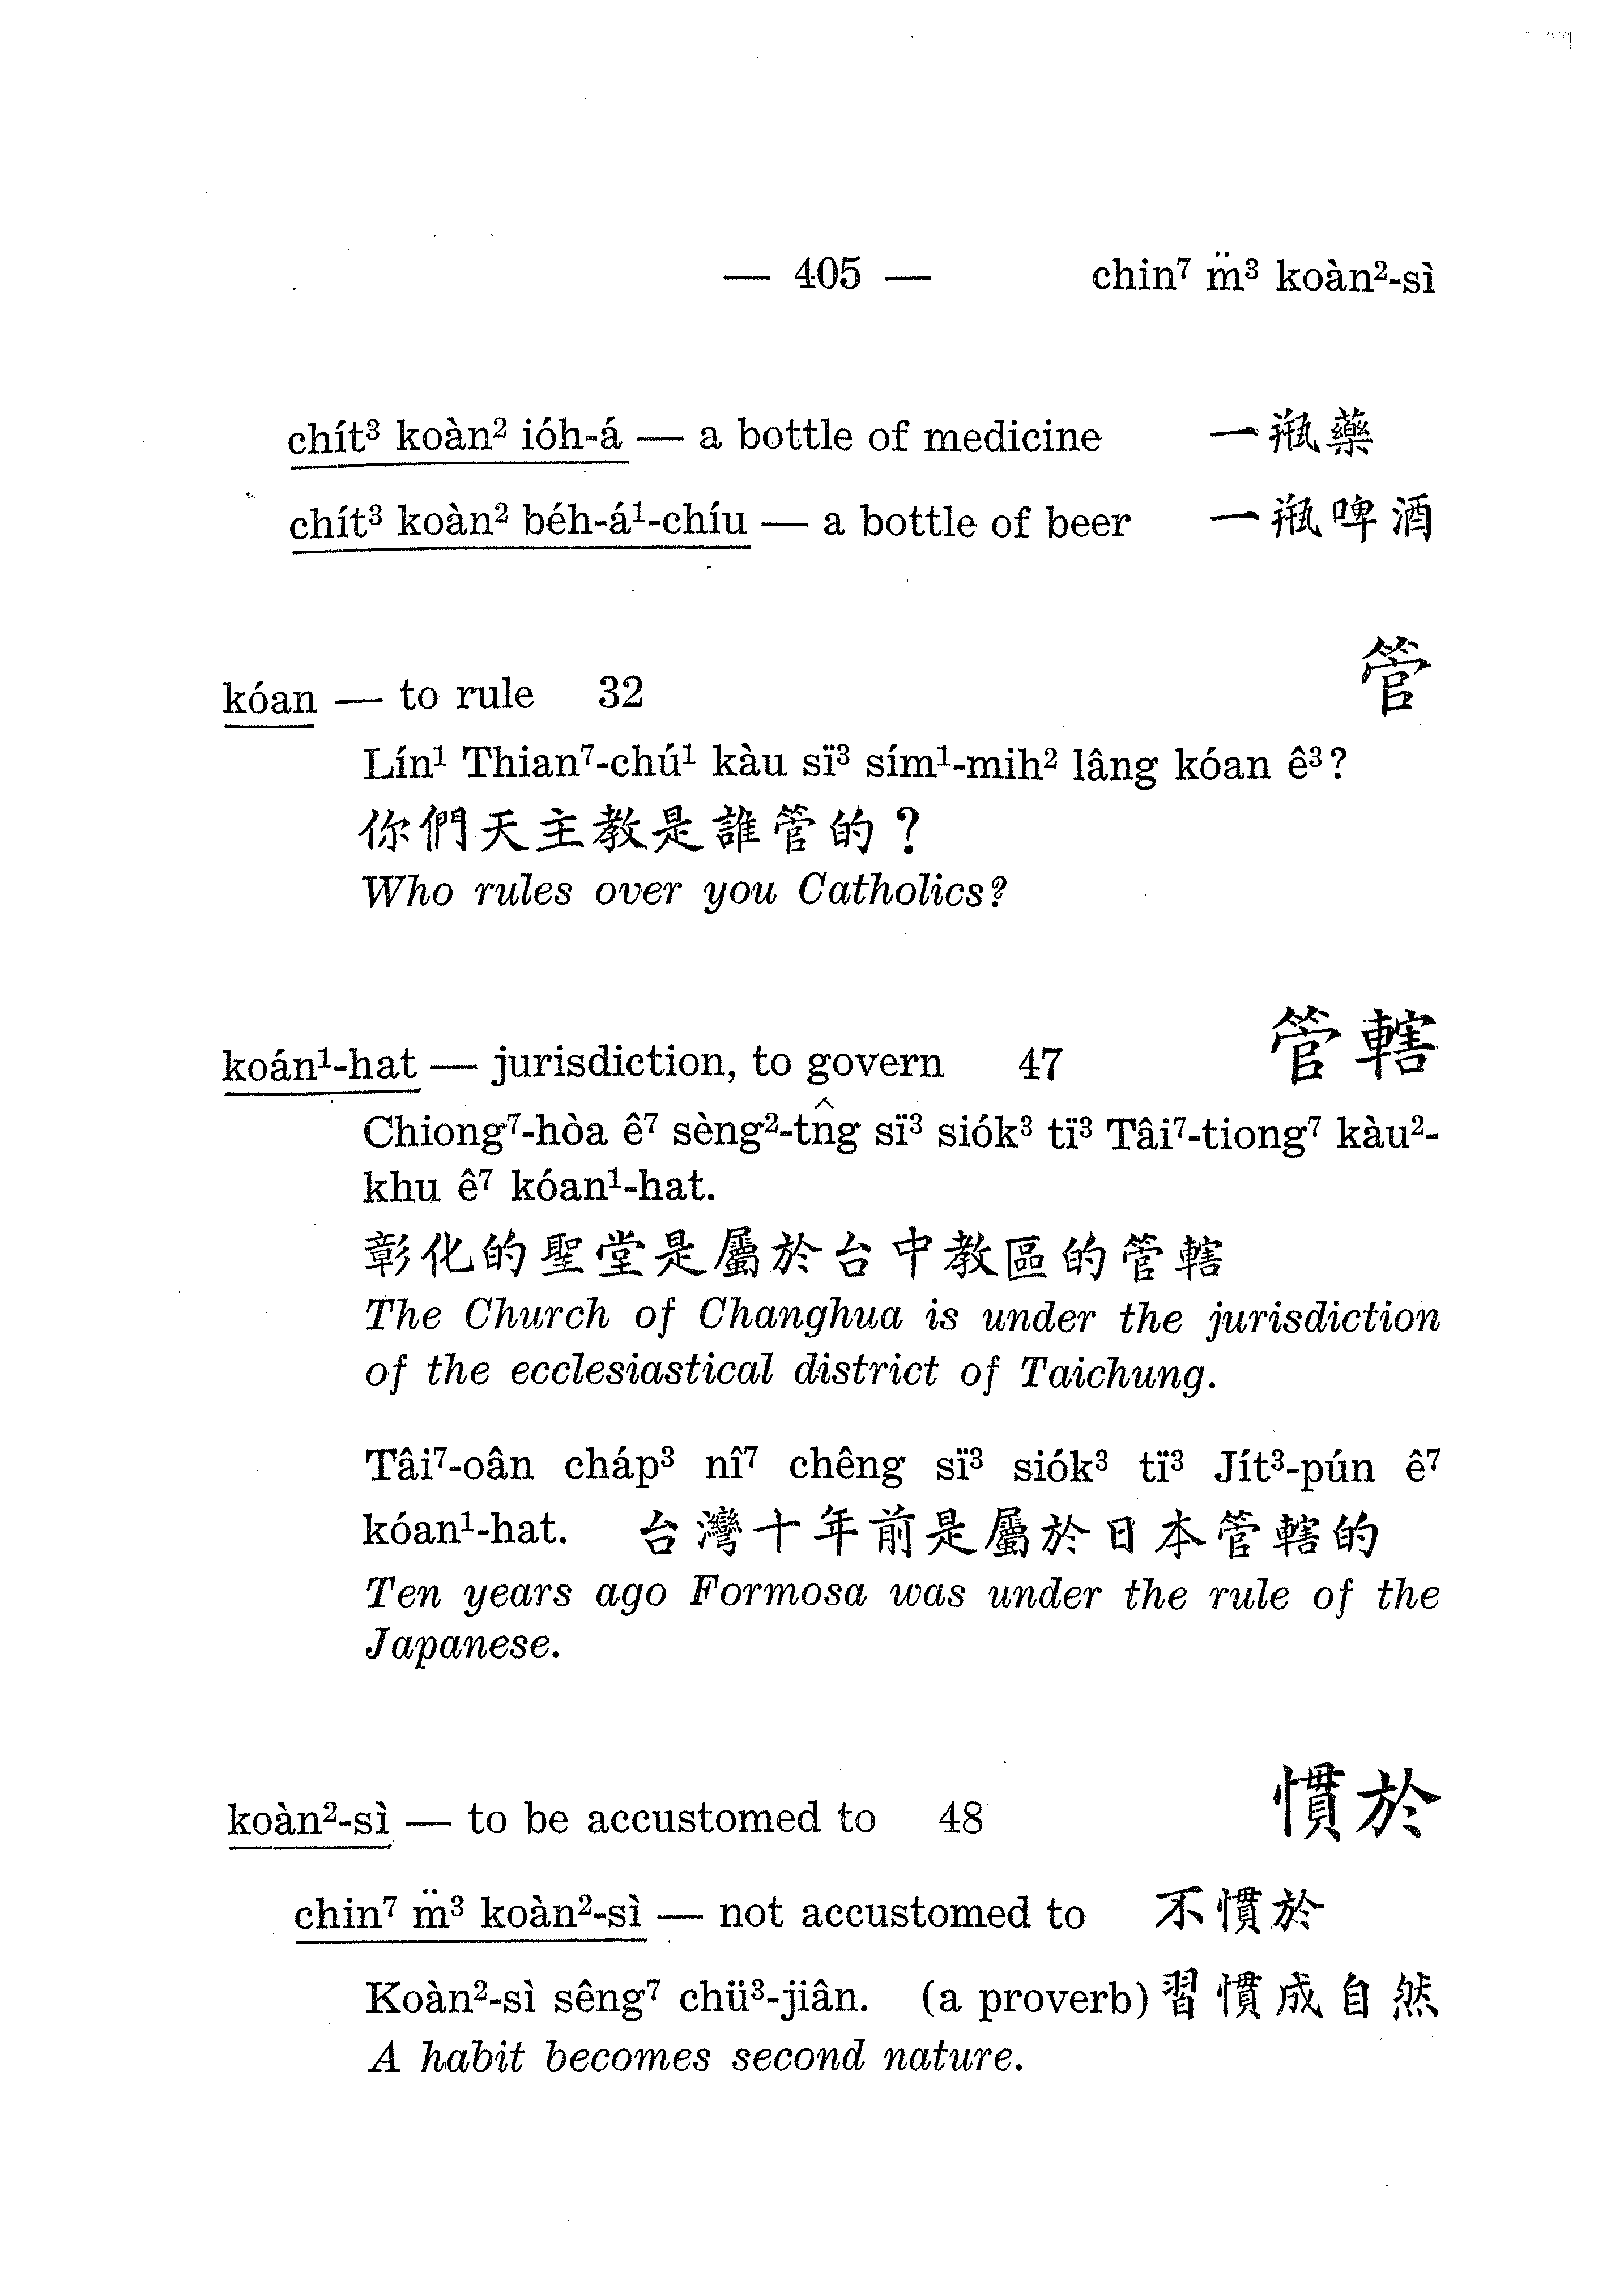 — 405 — chin⁷ m̈³ koàn²-sì
chít³ koàn² ióh-á — a bottle of medicine 一瓶藥
chít³ koàn² béh-á¹-chíu — a bottle of beer 一瓶啤酒
kóan — to rule 32 管
Lín¹ Thian⁷-chú¹ kàu sï³ sím¹-mih² lâng kóan ê³?
你們天主教是誰管的?
Who rules over you Catholics?
koán¹-hat — jurisdiction, to govern 47 管轄
Chiong⁷-hòa ê⁷ sèng²-tn̂g sï³ siók³ tï³ Tâi⁷-tiong⁷ kàu²-
khu ê⁷ kóan¹-hat.
彰化的聖堂是屬於台中教區的管轄
The Church of Changhua is under the jurisdiction
of the ecclesiastical district of Taichung.
Tâi⁷-oân cháp³ nî⁷ chêng sï³ siók³ tï³ Jít³-pún ê⁷
kóan¹-hat. 台灣十年前是屬於日本管轄的
Ten years ago Formosa was under the rule of the
Japanese.
koàn²-sì — to be accustomed to 48 慣於
chin⁷ m̈³ koàn²-sì — not accustomed to 不慣於
Koàn²-sì sêng⁷ chü³-jiân. (a proverb) 習慣成自然
A habit becomes second nature.